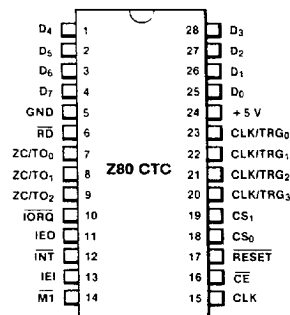 D4 1 28 D3
D5 2 27 D2
D6 3 26 D1
D7 4 25 D0
GND 5 24 +5 V
RD 6 23 CLK/TRG0
ZC/TO0 7 22 CLK/TRG1
ZC/TO1 8 Z80 CTC 21 CLK/TRG2
ZC/TO2 9 20 CLK/TRG3
IORQ 10 19 CS1
IEO 11 18 CS0
INT 12 17 RESET
IEI 13 16 CE
M1 14 15 CLK